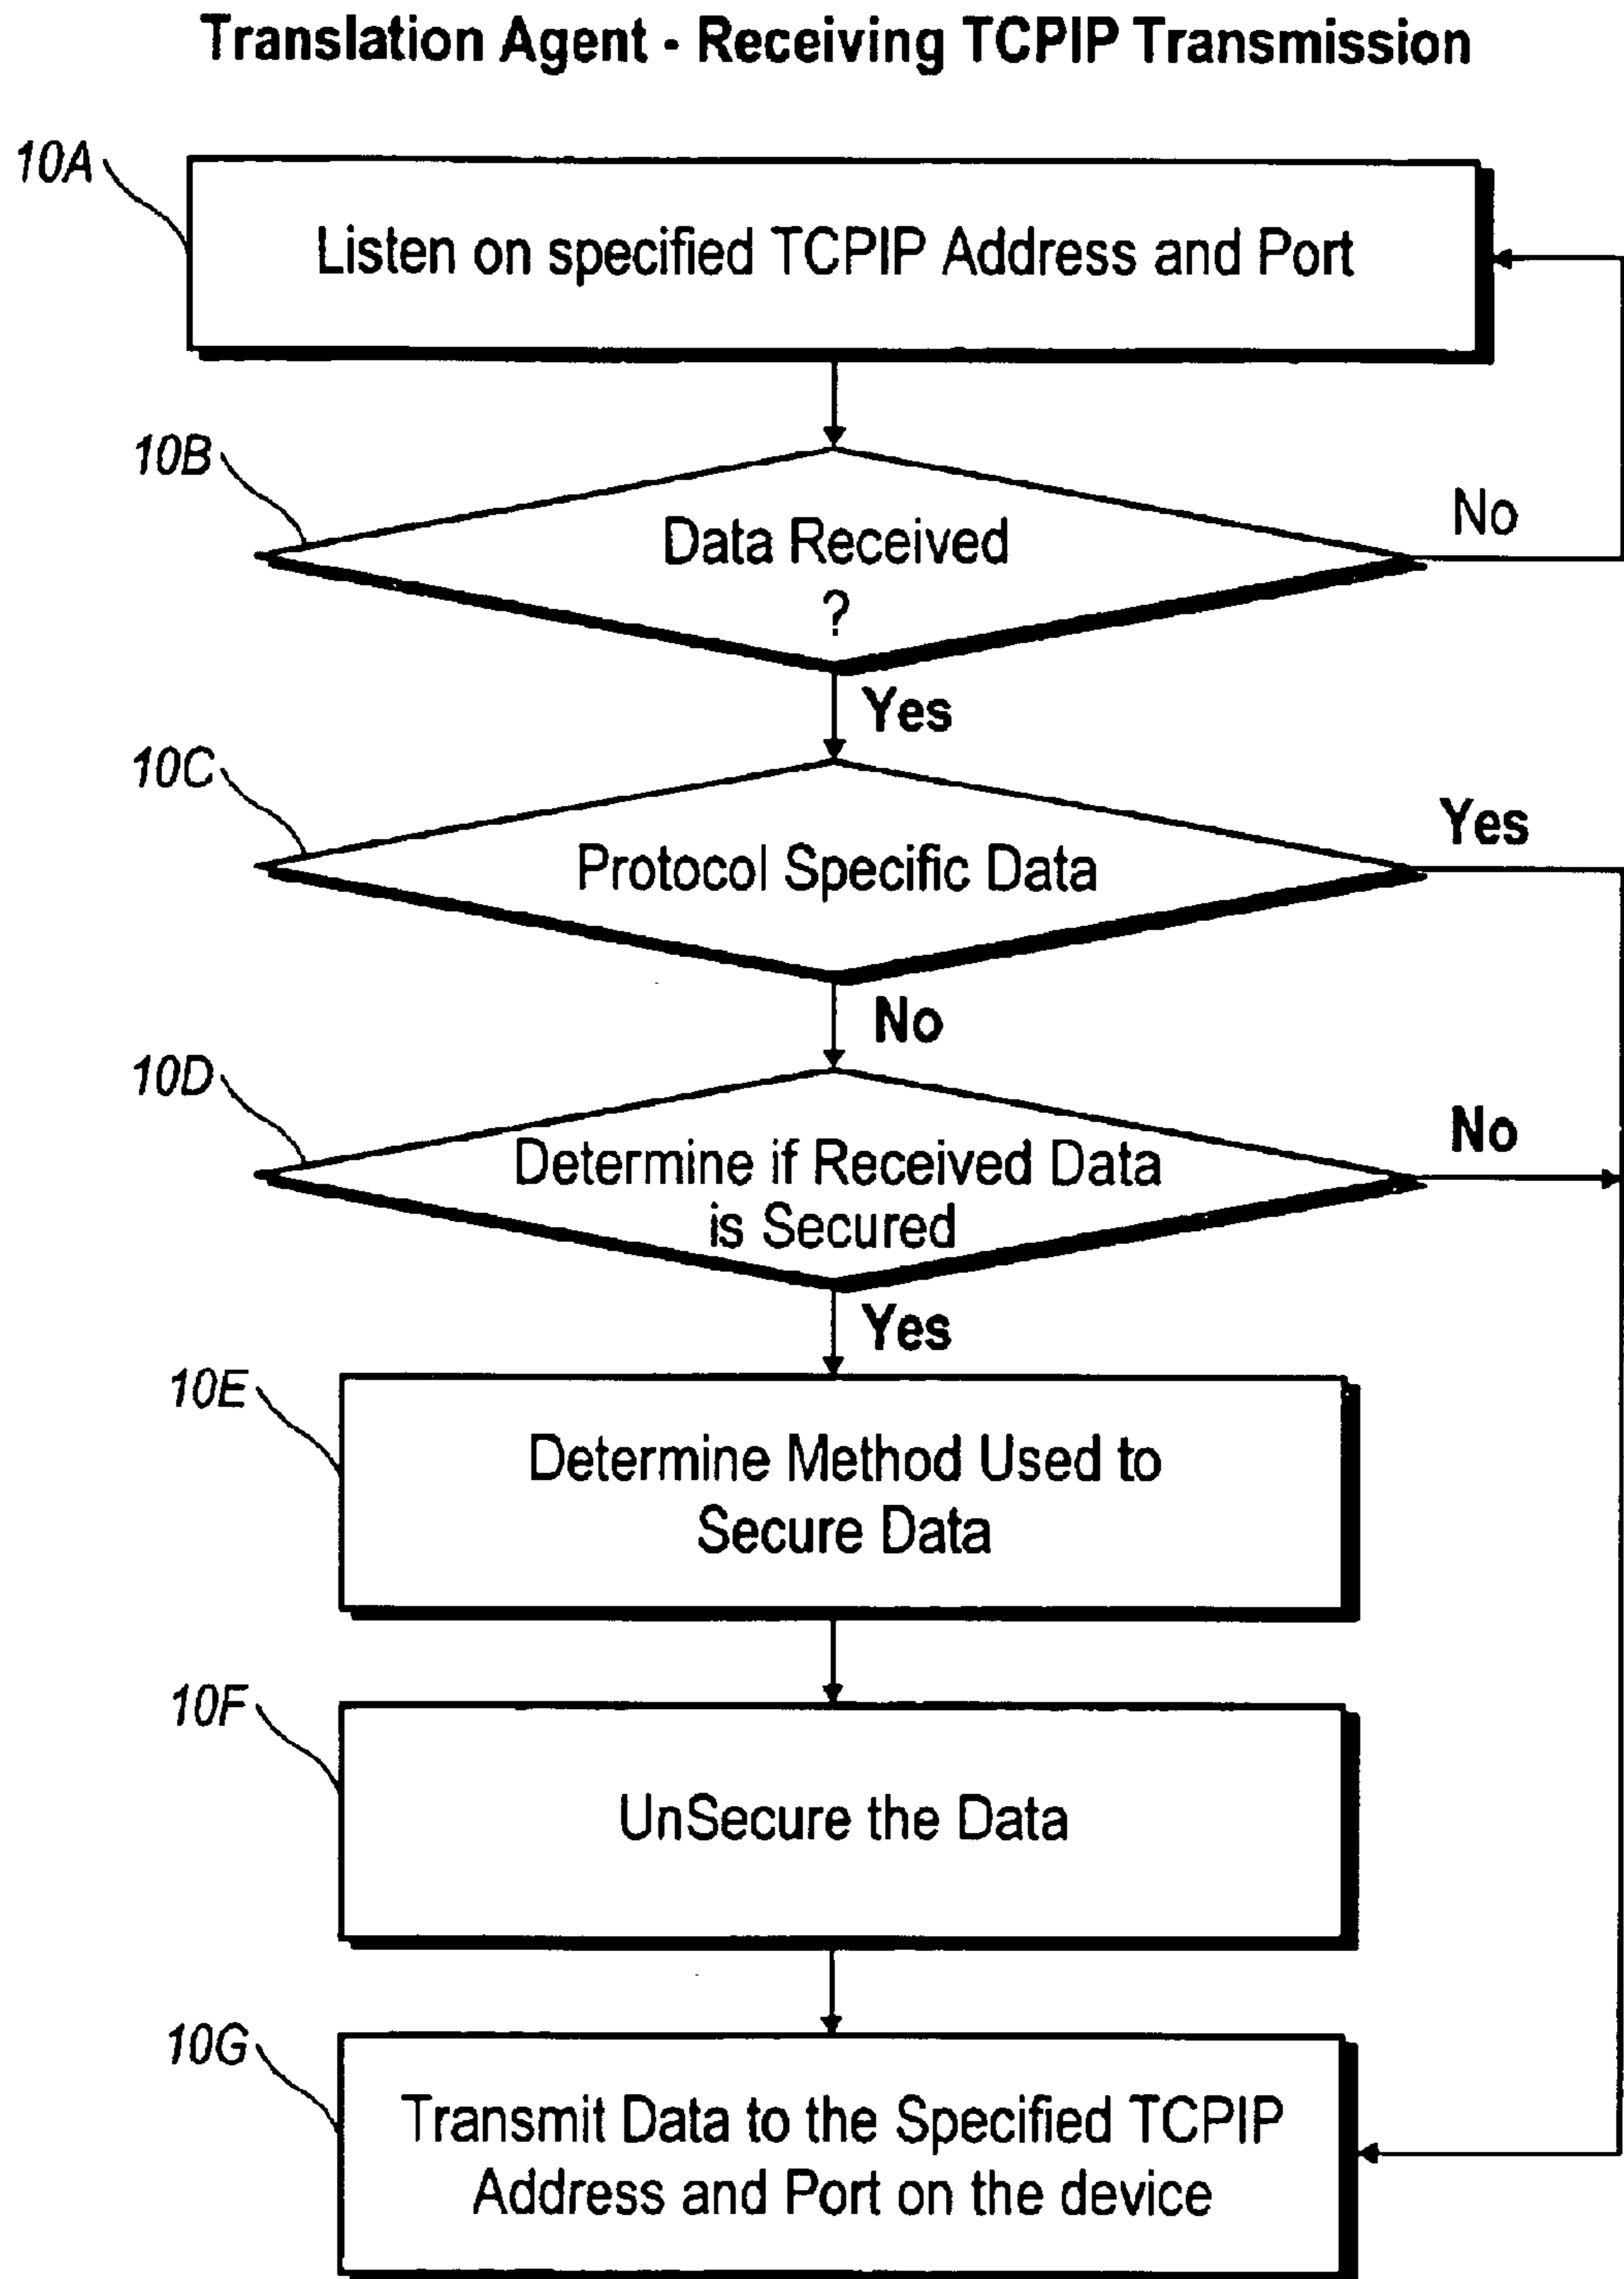 Translation Agent - Receiving TCPIP Transmission
10A
Listen on specified TCPIP Address and Port
10B
Data Received
?
No
Yes
10C
Protocol Specific Data
Yes
No
10D
Determine if Received Data
is Secured
No
Yes
10E
Determine Method Used to
Secure Data
10F
UnSecure the Data
10G
Transmit Data to the Specified TCPIP
Address and Port on the device